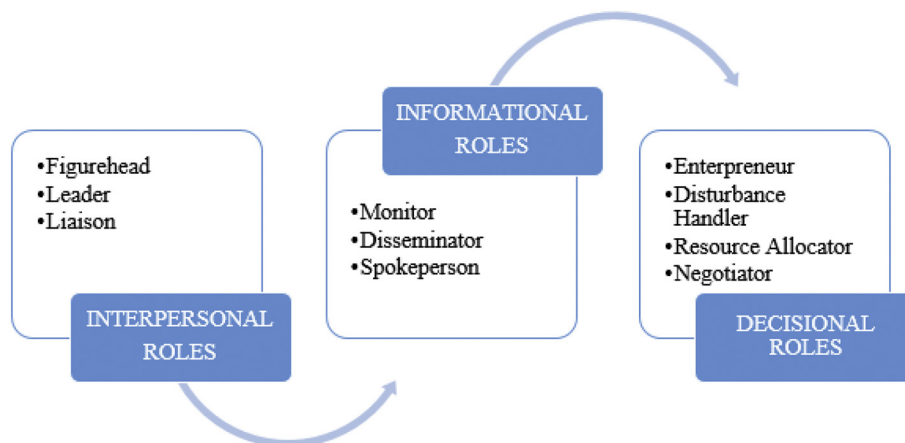 •Figurehead
•Leader
•Liaison
INTERPERSONAL
ROLES
INFORMATIONAL
ROLES
•Monitor
•Disseminator
•Spokeperson
•Enterpreneur
•Disturbance
Handler
•Resource Allocator
•Negotiator
DECISIONAL
ROLES